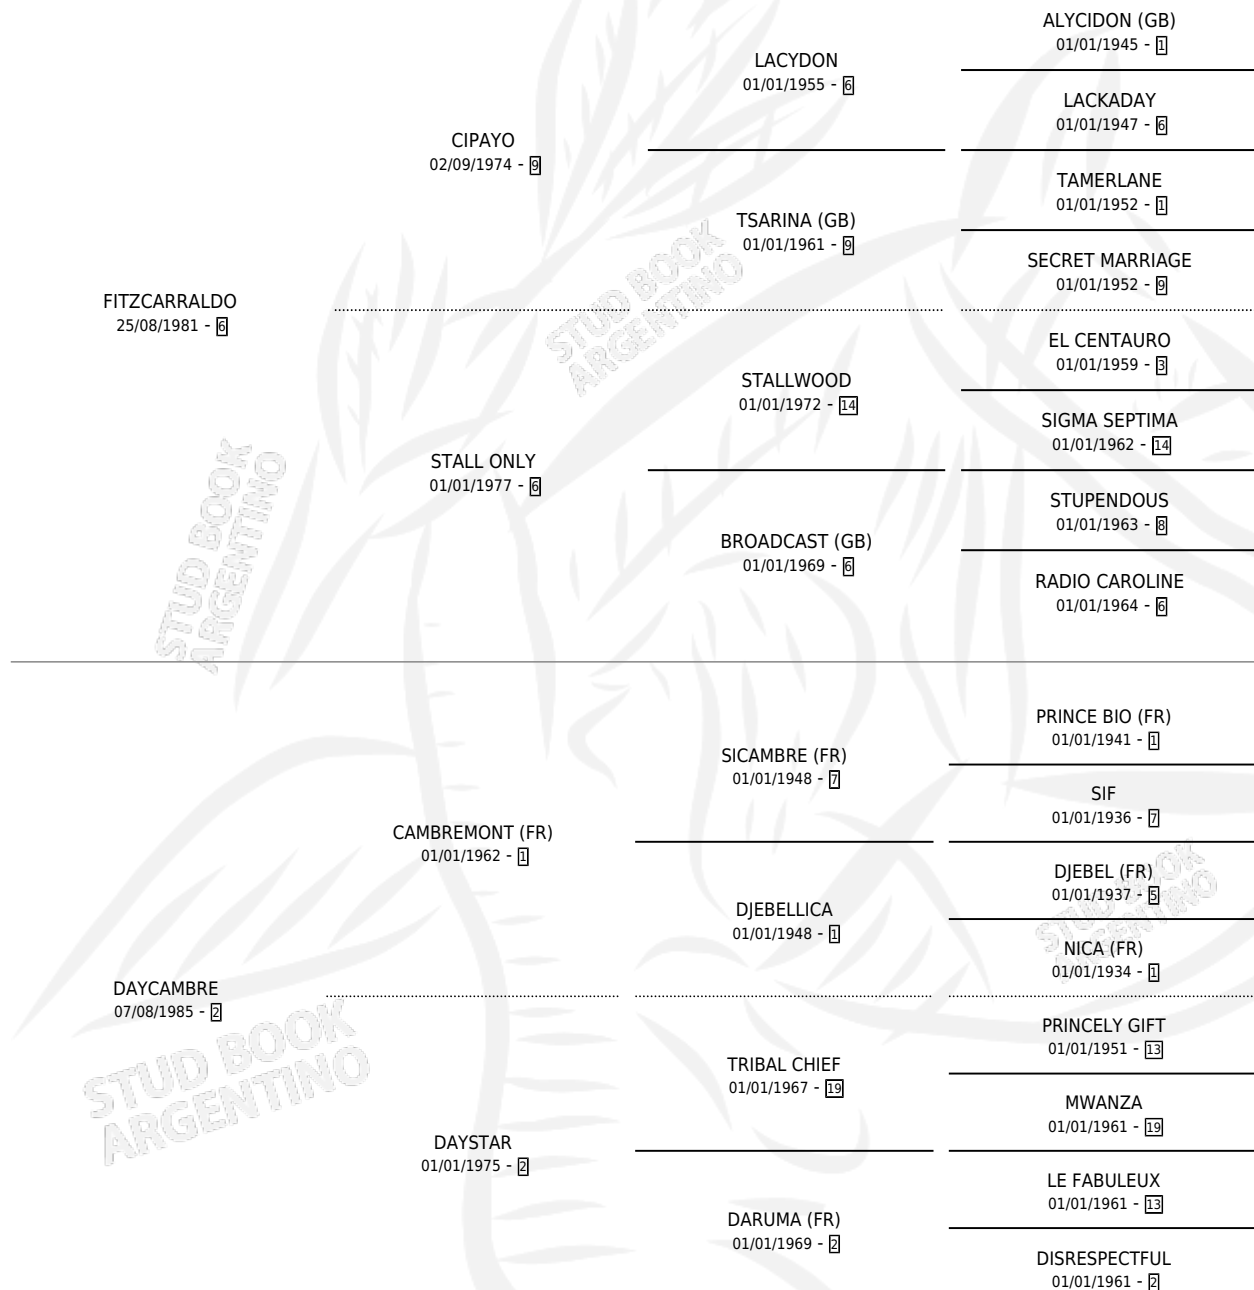 ALYCIDON (GB)
01/01/1945 - 1
LACYDON
01/01/1955 - 6
LACKADAY
01/01/1947 - 6
CIPAYO
02/09/1974 - 9
TAMERLANE
01/01/1952 - 1
TSARINA (GB)
01/01/1961 - 9
SECRET MARRIAGE
01/01/1952 - 9
FITZCARRALDO
25/08/1981 - 6
EL CENTAURO
01/01/1959 - 3
STALLWOOD
01/01/1972 - 14
SIGMA SEPTIMA
01/01/1962 - 14
STALL ONLY
01/01/1977 - 6
STUPENDOUS
01/01/1963 - 8
BROADCAST (GB)
01/01/1969 - 6
RADIO CAROLINE
01/01/1964 - 6
STUD BOOK
ARGENTINO
STUD BOOK
ARGENTINO
PRINCE BIO (FR)
01/01/1941 - 1
SICAMBRE (FR)
01/01/1948 - 7
SIF
01/01/1936 - 7
CAMBREMONT (FR)
01/01/1962 - 1
DJEBEL (FR)
01/01/1937 - 5
DJEBELLICA
01/01/1948 - 1
NICA (FR)
01/01/1934 - 1
STUD BOOK
ARGENTINO
DAYCAMBRE
07/08/1985 - 2
PRINCELY GIFT
01/01/1951 - 13
TRIBAL CHIEF
01/01/1967 - 19
MWANZA
01/01/1961 - 19
DAYSTAR
01/01/1975 - 2
LE FABULEUX
01/01/1961 - 13
DARUMA (FR)
01/01/1969 - 2
DISRESPECTFUL
01/01/1961 - 2
STUD BOOK
ARGENTINO